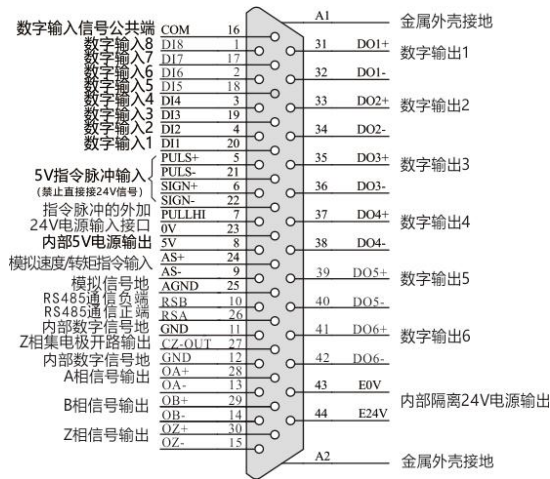 数字输入信号公共端 COM 16
数字输入8 DI8 1
数字输入7 DI7 17
数字输入6 DI6 2
数字输入5 DI5 18
数字输入4 DI4 3
数字输入3 DI3 19
数字输入2 DI2 4
数字输入1 DI1 20
5V指令脉冲输入
(禁止直接接24V信号)
PULS+ 5
PULS- 21
SIGN+ 6
SIGN- 22
指令脉冲的外加
24V电源输入接口
PULLHI 7
0V 23
内部5V电源输出 5V 8
模拟速度/转矩指令输入
AS+ 24
AS- 9
模拟信号地 AGND 25
RS485通信负端 RSB 10
RS485通信正端 RSA 26
内部数字信号地 GND 11
Z相集电极开路输出 CZ-OUT 27
内部数字信号地 GND 12
A相信号输出
OA+ 28
OA- 13
B相信号输出
OB+ 29
OB- 14
Z相信号输出
OZ+ 30
OZ- 15
A1 金属外壳接地
31 DO1+
数字输出1
32 DO1-
33 DO2+
数字输出2
34 DO2-
35 DO3+
数字输出3
36 DO3-
37 DO4+
数字输出4
38 DO4-
39 DO5+
数字输出5
40 DO5-
41 DO6+
数字输出6
42 DO6-
43 E0V
内部隔离24V电源输出
44 E24V
A2 金属外壳接地